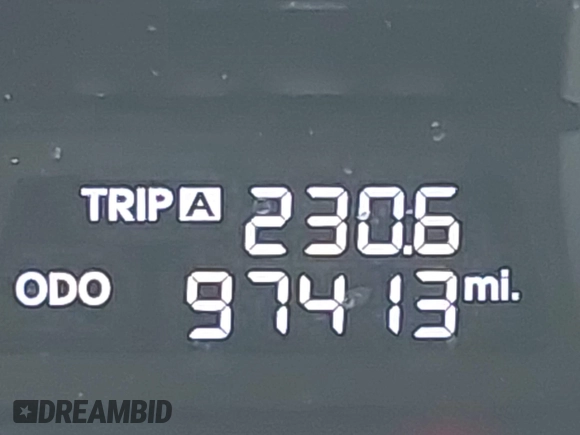 TRIP A 230.6
ODO 97413 mi.
DREAMBID